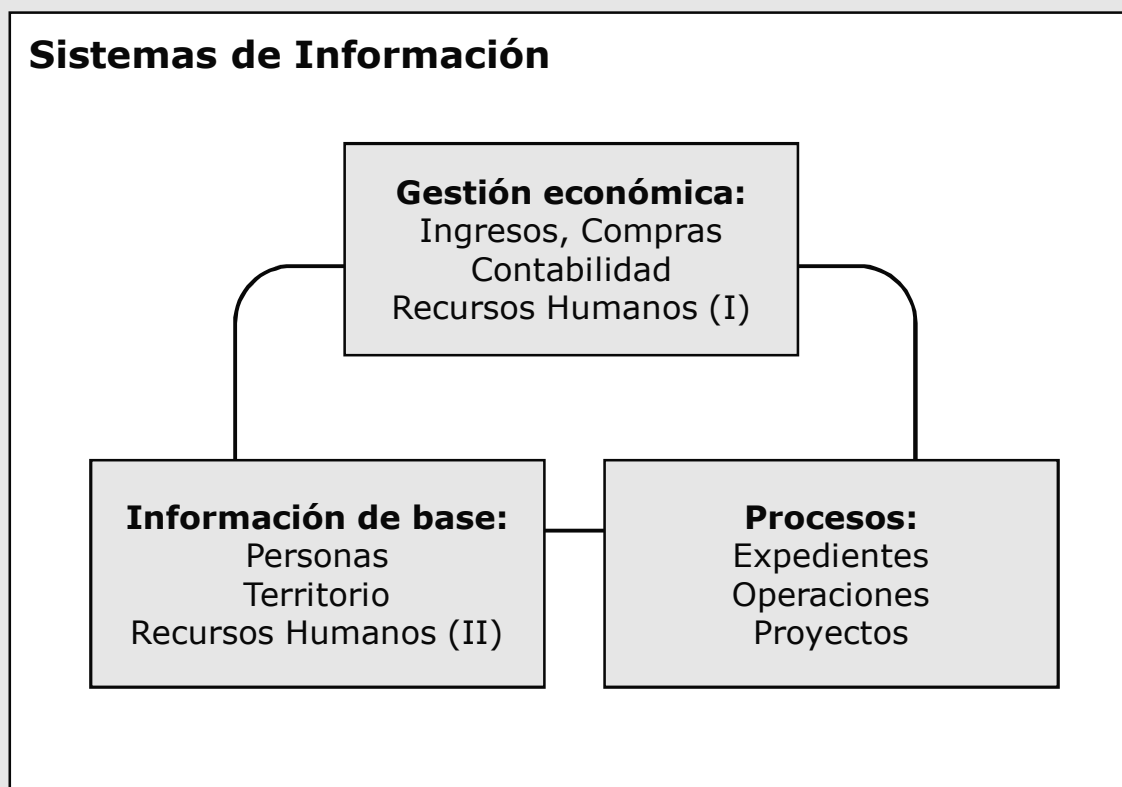 Sistemas de Información
Gestión económica:
Ingresos, Compras
Contabilidad
Recursos Humanos (I)
Información de base:
Personas
Territorio
Recursos Humanos (II)
Procesos:
Expedientes
Operaciones
Proyectos